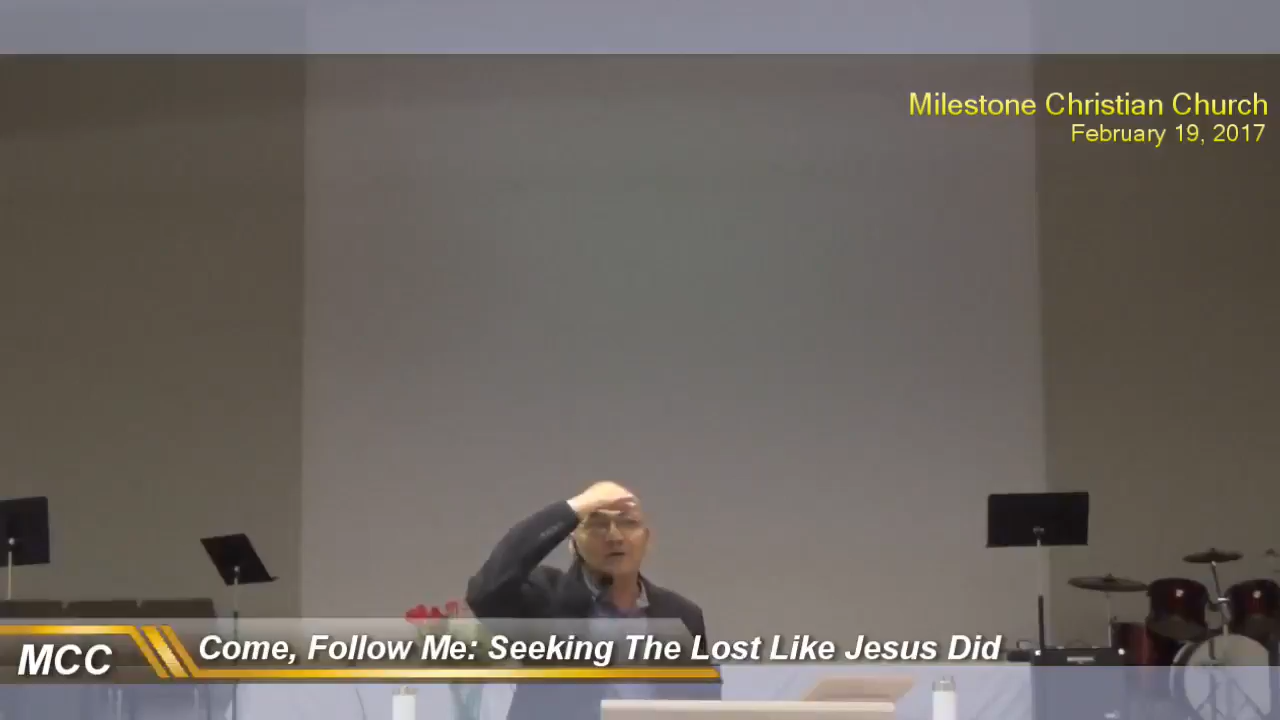 Milestone Christian Church
February 19, 2017
MCC
Come, Follow Me: Seeking The Lost Like Jesus Did